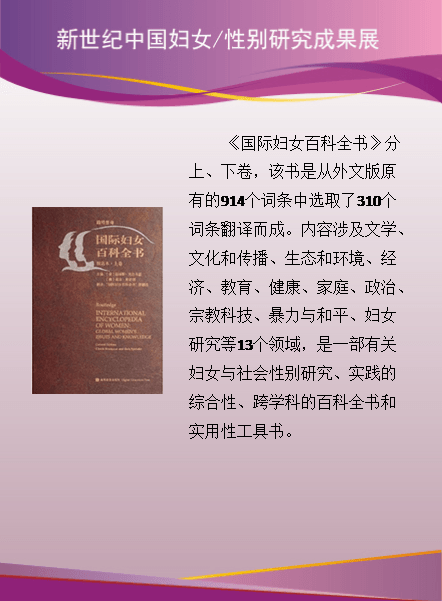 新世纪中国妇女/性别研究成果展
《国际妇女百科全书》分
上、下卷，该书是从外文版原
有的914个词条中选取了310个
词条翻译而成。内容涉及文学、
文化和传播、生态和环境、经
济、教育、健康、家庭、政治、
宗教科技、暴力与和平、妇女
研究等13个领域，是一部有关
妇女与社会性别研究、实践的
综合性、跨学科的百科全书和
实用性工具书。
国际妇女
百科全书
精选本·上卷
Routledge
INTERNATIONAL
ENCYCLOPEDIA
OF WOMEN:
GLOBAL WOMEN'S
ISSUES AND KNOWLEDGE